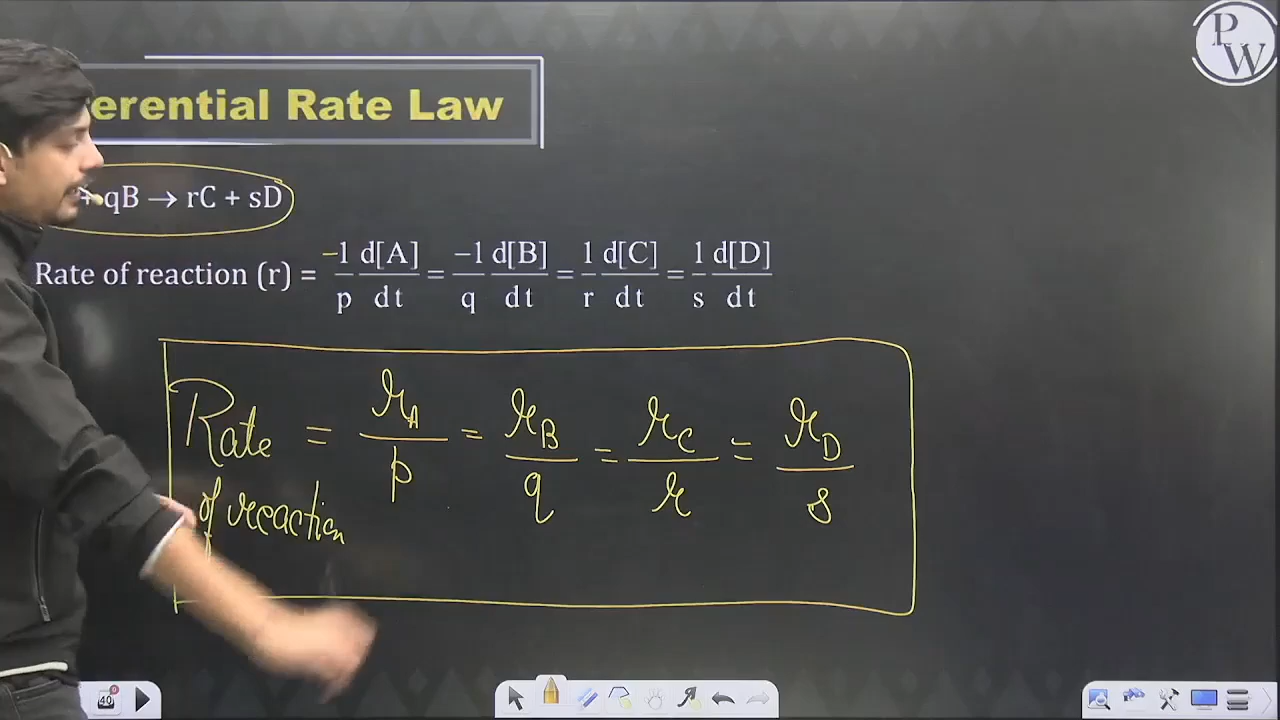 erential Rate Law
+ qB → rC + sD
Rate of reaction (r) = -1/p d[A]/dt = -1/q d[B]/dt = 1/r d[C]/dt = 1/s d[D]/dt
Rate of reaction = r_A/p = r_B/q = r_C/r = r_D/s
PW
40